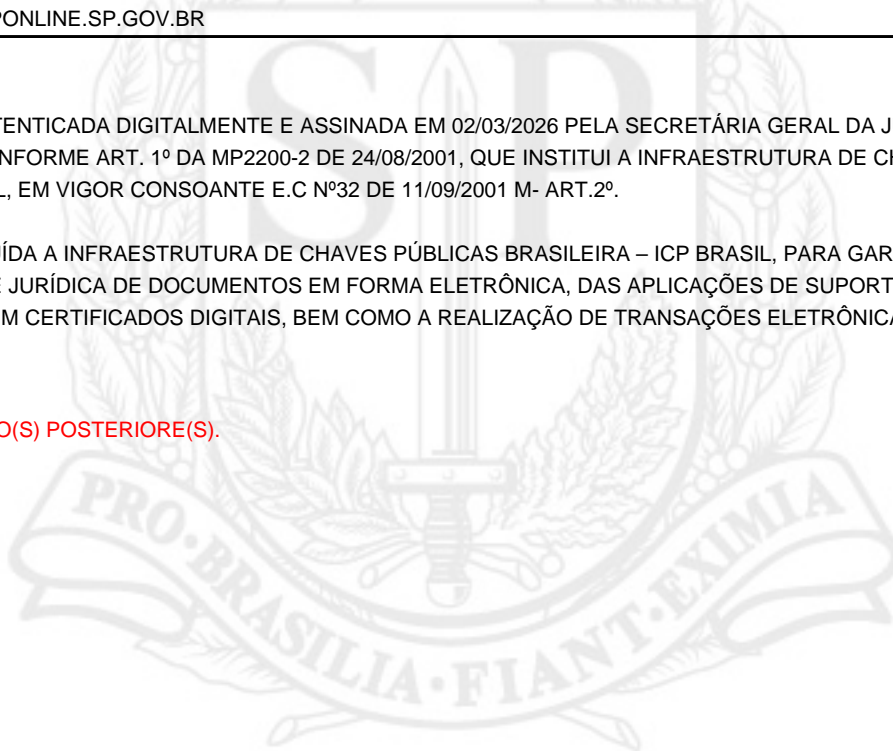 PONLINE.SP.GOV.BR
TENTICADA DIGITALMENTE E ASSINADA EM 02/03/2026 PELA SECRETÁRIA GERAL DA J
NFORME ART. 1º DA MP2200-2 DE 24/08/2001, QUE INSTITUI A INFRAESTRUTURA DE CH
L, EM VIGOR CONSOANTE E.C Nº32 DE 11/09/2001 M- ART.2º.
UÍDA A INFRAESTRUTURA DE CHAVES PÚBLICAS BRASILEIRA – ICP BRASIL, PARA GAR
E JURÍDICA DE DOCUMENTOS EM FORMA ELETRÔNICA, DAS APLICAÇÕES DE SUPORT
EM CERTIFICADOS DIGITAIS, BEM COMO A REALIZAÇÃO DE TRANSAÇÕES ELETRÔNICA
O(S) POSTERIORE(S).
SP
PRO·BRASILIA·FIANT·EXIMIA